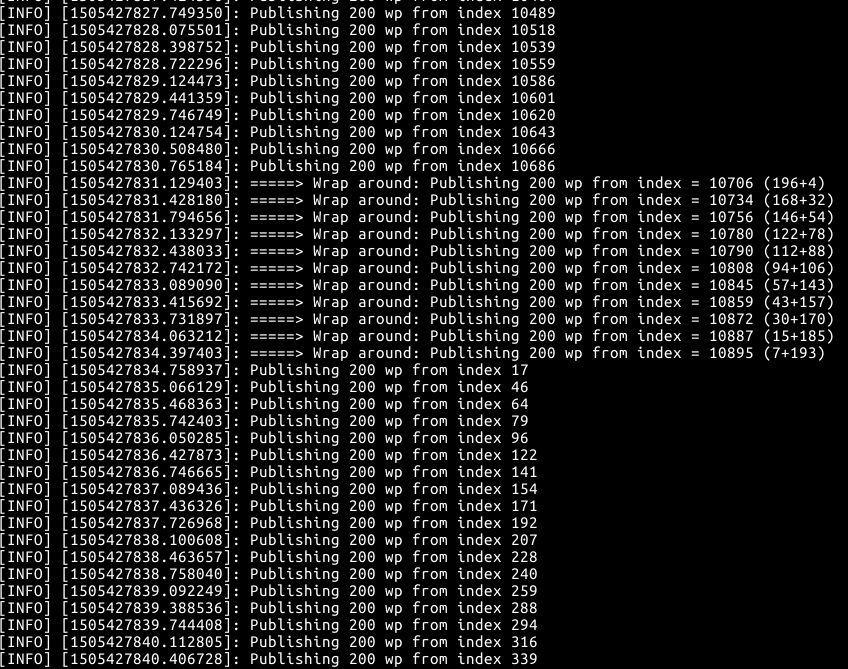 [INFO] [1505427827.749350]: Publishing 200 wp from index 10489
[INFO] [1505427828.075501]: Publishing 200 wp from index 10518
[INFO] [1505427828.398752]: Publishing 200 wp from index 10539
[INFO] [1505427828.722296]: Publishing 200 wp from index 10559
[INFO] [1505427829.124473]: Publishing 200 wp from index 10586
[INFO] [1505427829.441359]: Publishing 200 wp from index 10601
[INFO] [1505427829.746749]: Publishing 200 wp from index 10620
[INFO] [1505427830.124754]: Publishing 200 wp from index 10643
[INFO] [1505427830.508480]: Publishing 200 wp from index 10666
[INFO] [1505427830.765184]: Publishing 200 wp from index 10686
[INFO] [1505427831.129403]: =====> Wrap around: Publishing 200 wp from index = 10706 (196+4)
[INFO] [1505427831.428180]: =====> Wrap around: Publishing 200 wp from index = 10734 (168+32)
[INFO] [1505427831.794656]: =====> Wrap around: Publishing 200 wp from index = 10756 (146+54)
[INFO] [1505427832.133297]: =====> Wrap around: Publishing 200 wp from index = 10780 (122+78)
[INFO] [1505427832.438033]: =====> Wrap around: Publishing 200 wp from index = 10790 (112+88)
[INFO] [1505427832.742172]: =====> Wrap around: Publishing 200 wp from index = 10808 (94+106)
[INFO] [1505427833.089090]: =====> Wrap around: Publishing 200 wp from index = 10845 (57+143)
[INFO] [1505427833.415692]: =====> Wrap around: Publishing 200 wp from index = 10859 (43+157)
[INFO] [1505427833.731897]: =====> Wrap around: Publishing 200 wp from index = 10872 (30+170)
[INFO] [1505427834.063212]: =====> Wrap around: Publishing 200 wp from index = 10887 (15+185)
[INFO] [1505427834.397403]: =====> Wrap around: Publishing 200 wp from index = 10895 (7+193)
[INFO] [1505427834.758937]: Publishing 200 wp from index 17
[INFO] [1505427835.066129]: Publishing 200 wp from index 46
[INFO] [1505427835.468363]: Publishing 200 wp from index 64
[INFO] [1505427835.742403]: Publishing 200 wp from index 79
[INFO] [1505427836.050285]: Publishing 200 wp from index 96
[INFO] [1505427836.427873]: Publishing 200 wp from index 122
[INFO] [1505427836.746665]: Publishing 200 wp from index 141
[INFO] [1505427837.089436]: Publishing 200 wp from index 154
[INFO] [1505427837.436326]: Publishing 200 wp from index 171
[INFO] [1505427837.726968]: Publishing 200 wp from index 192
[INFO] [1505427838.100608]: Publishing 200 wp from index 207
[INFO] [1505427838.463657]: Publishing 200 wp from index 228
[INFO] [1505427838.758040]: Publishing 200 wp from index 240
[INFO] [1505427839.092249]: Publishing 200 wp from index 259
[INFO] [1505427839.388536]: Publishing 200 wp from index 288
[INFO] [1505427839.744408]: Publishing 200 wp from index 294
[INFO] [1505427840.112805]: Publishing 200 wp from index 316
[INFO] [1505427840.406728]: Publishing 200 wp from index 339